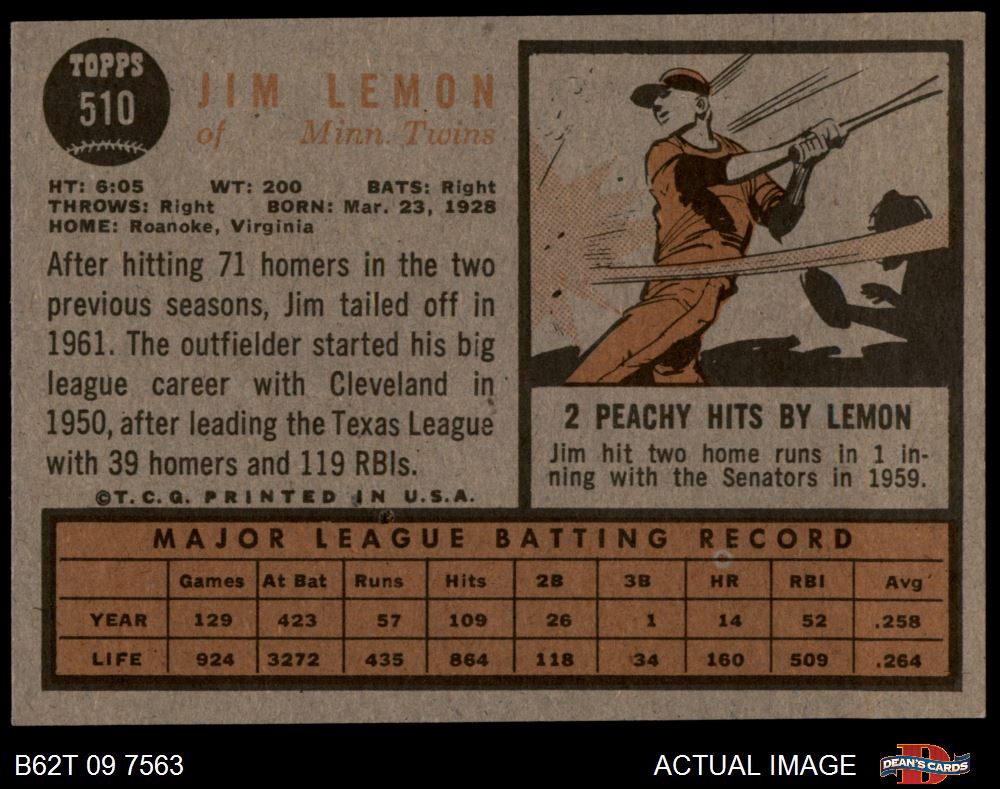 TOPPS
510
JIM LEMON
of Minn. Twins
HT: 6:05 WT: 200 BATS: Right
THROWS: Right BORN: Mar. 23, 1928
HOME: Roanoke, Virginia
After hitting 71 homers in the two
previous seasons, Jim tailed off in
1961. The outfielder started his big
league career with Cleveland in
1950, after leading the Texas League
with 39 homers and 119 RBIs.
©T.C.G. PRINTED IN U.S.A.
2 PEACHY HITS BY LEMON
Jim hit two home runs in 1 in-
ning with the Senators in 1959.
MAJOR LEAGUE BATTING RECORD
Games At Bat Runs Hits 2B 3B HR RBI Avg
YEAR 129 423 57 109 26 1 14 52 .258
LIFE 924 3272 435 864 118 34 160 509 .264
B62T 09 7563
ACTUAL IMAGE
D
DEAN'S CARDS